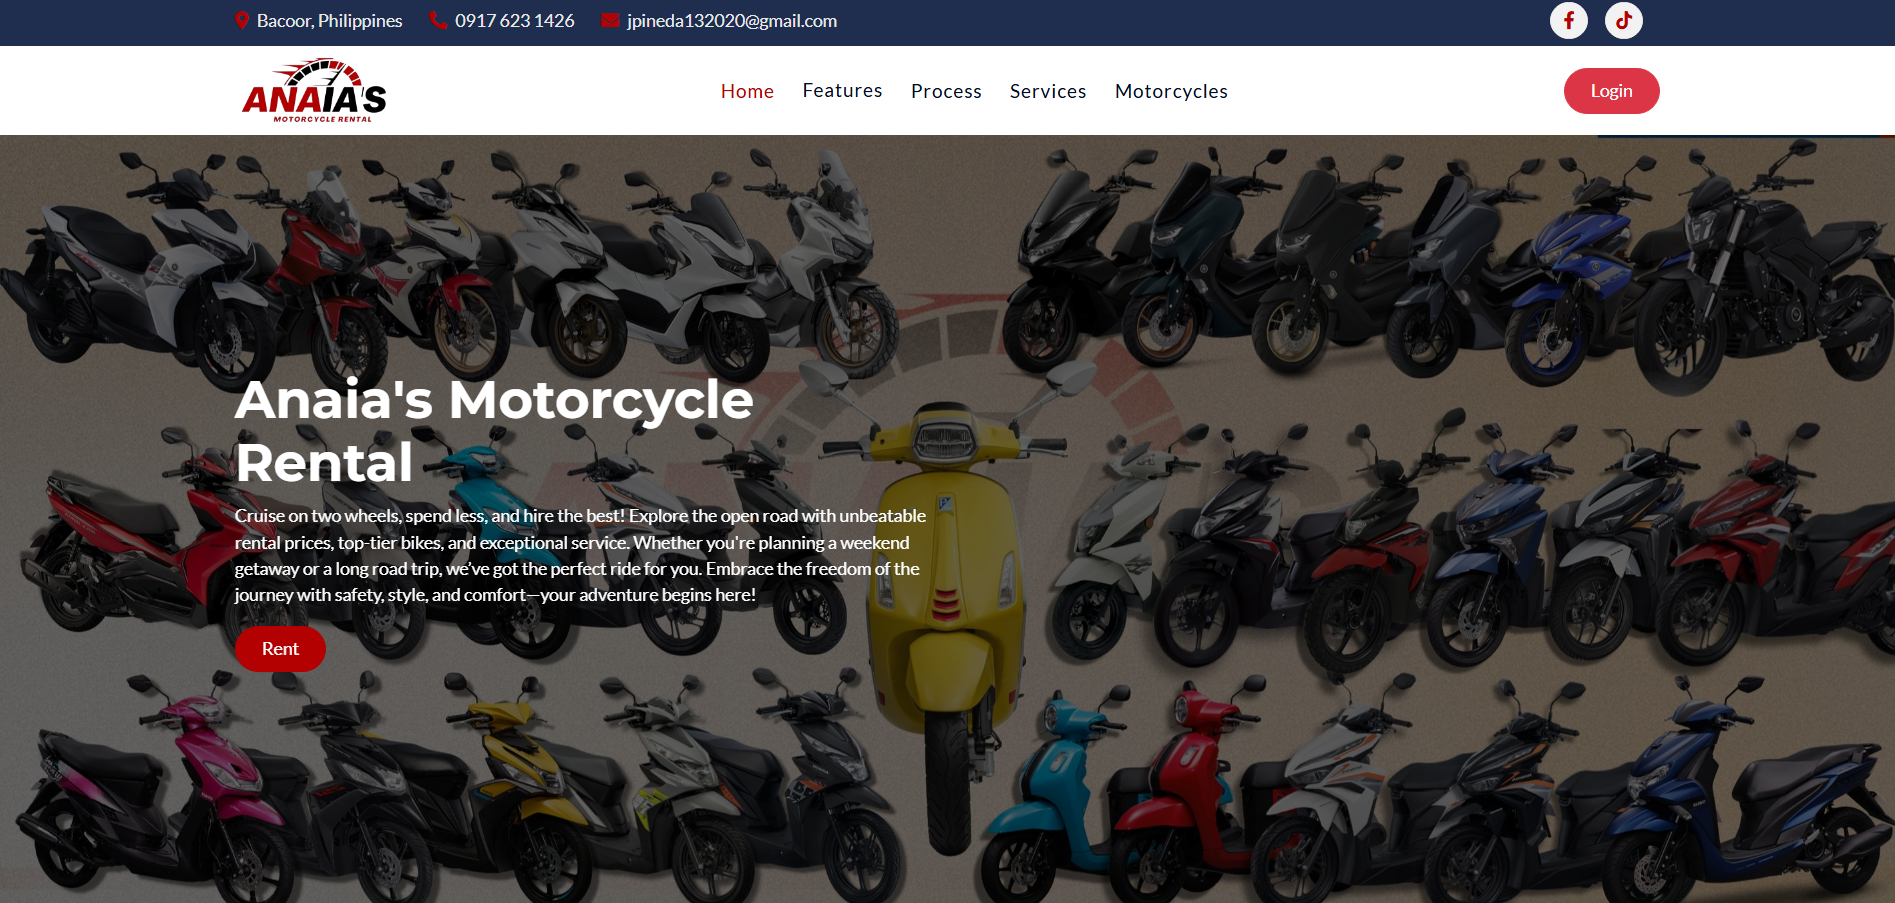 Bacoor, Philippines 0917 623 1426 jpineda132020@gmail.com
ANAIA'S
MOTORCYCLE RENTAL
Home Features Process Services Motorcycles
Login
Anaia's Motorcycle
Rental
Cruise on two wheels, spend less, and hire the best! Explore the open road with unbeatable
rental prices, top-tier bikes, and exceptional service. Whether you're planning a weekend
getaway or a long road trip, we’ve got the perfect ride for you. Embrace the freedom of the
journey with safety, style, and comfort—your adventure begins here!
Rent